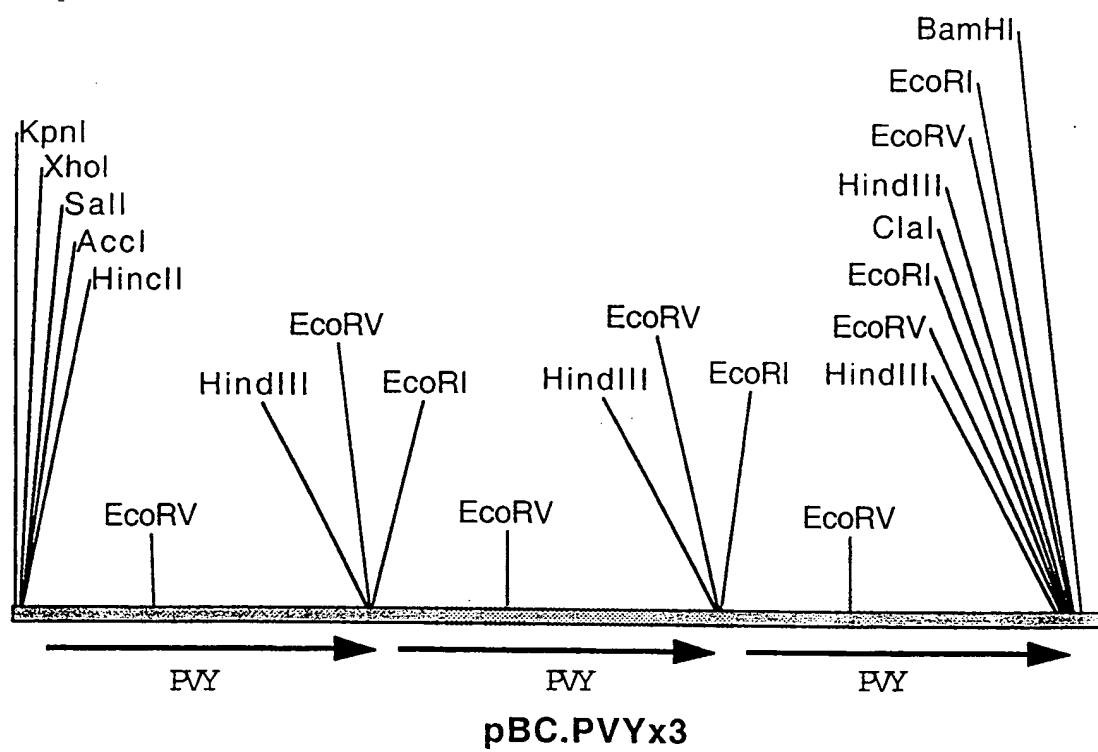 BamHI
EcoRI
KpnI
EcoRV
XhoI
HindIII
SalI
ClaI
AccI
EcoRI
HincII
EcoRV
EcoRV
EcoRV
HindIII
EcoRI
HindIII
EcoRI
HindIII
EcoRV
EcoRV
EcoRV
PVY
PVY
PVY
pBC.PVYx3